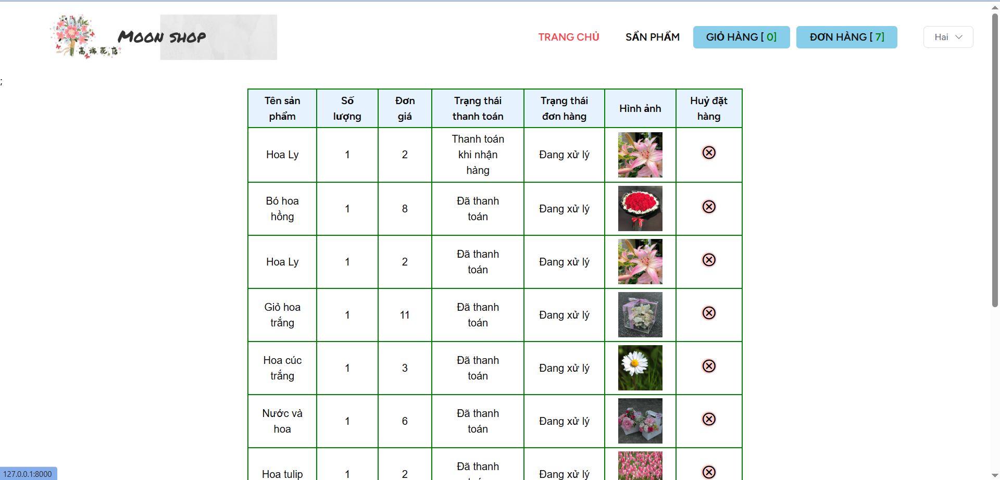 高端花店
Moon shop
TRANG CHỦ
SẢN PHẨM
GIỎ HÀNG [ 0]
ĐƠN HÀNG [ 7]
Hai
;
Tên sản
phẩm
Số
lượng
Đơn
giá
Trạng thái
thanh toán
Trạng thái
đơn hàng
Hình ảnh
Huỷ đặt
hàng
Hoa Ly
1
2
Thanh toán
khi nhận
hàng
Đang xử lý
Bó hoa
hồng
1
8
Đã thanh
toán
Đang xử lý
Hoa Ly
1
2
Đã thanh
toán
Đang xử lý
Giỏ hoa
trắng
1
11
Đã thanh
toán
Đang xử lý
Hoa cúc
trắng
1
3
Đã thanh
toán
Đang xử lý
Nước và
hoa
1
6
Đã thanh
toán
Đang xử lý
Hoa tulip
1
2
Đã thanh
Đang xử lý
127.0.0.1:8000